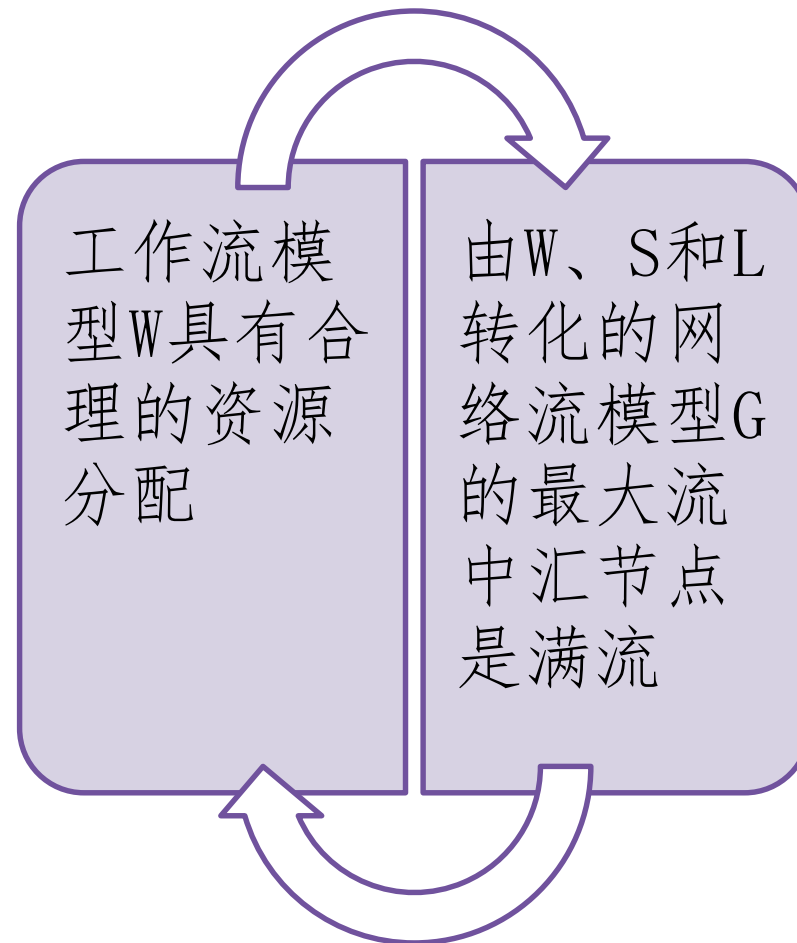 工作流模
型W具有合
理的资源
分配
由W、S和L
转化的网
络流模型G
的最大流
中汇节点
是满流